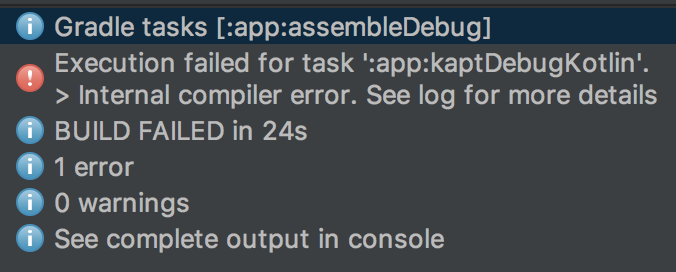 Gradle tasks [:app:assembleDebug]
Execution failed for task ':app:kaptDebugKotlin'.
> Internal compiler error. See log for more details
BUILD FAILED in 24s
1 error
0 warnings
See complete output in console